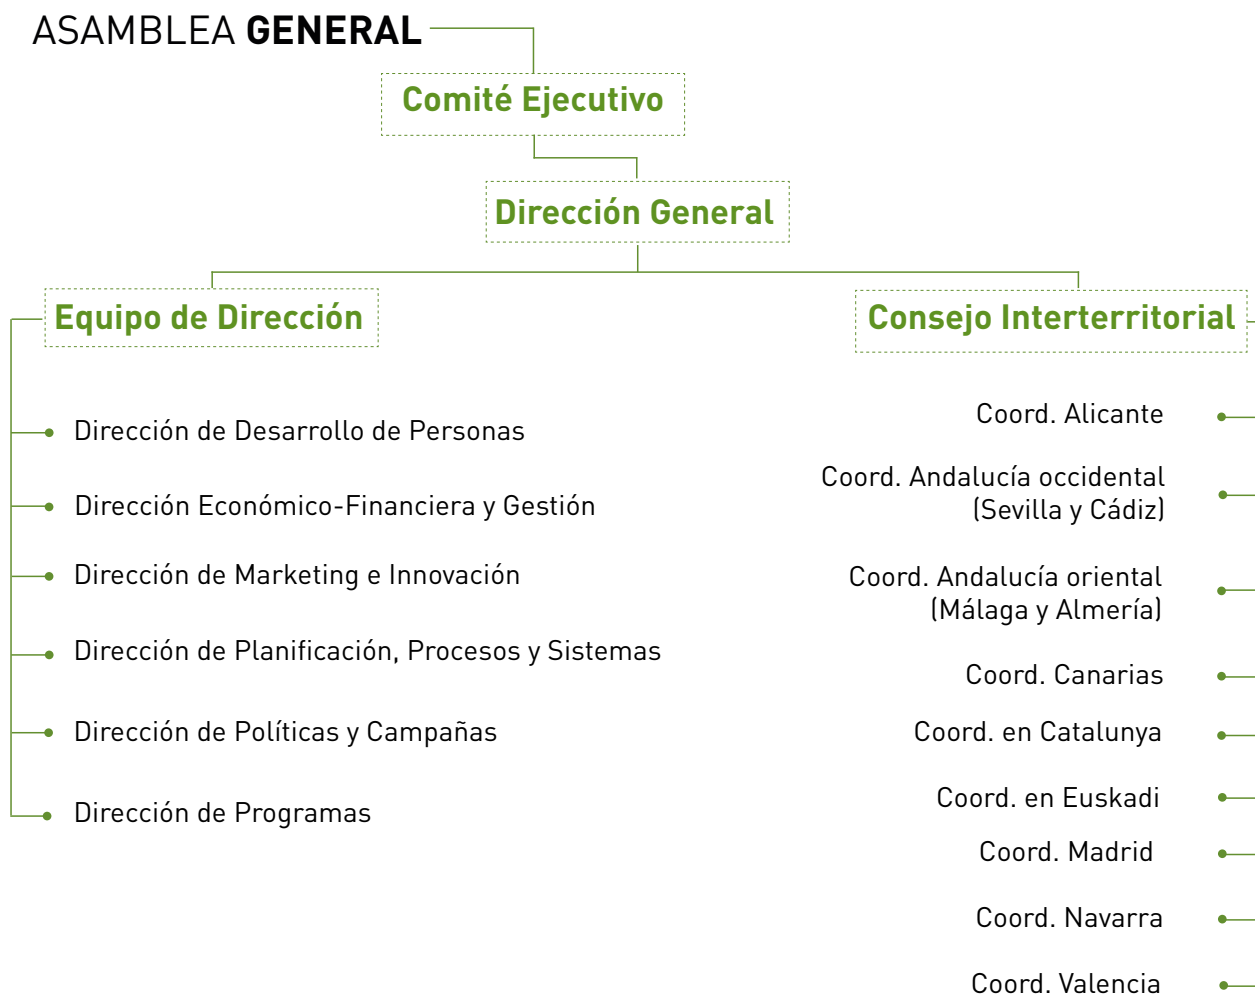 ASAMBLEA GENERAL
Comité Ejecutivo
Dirección General
Equipo de Dirección
Dirección de Desarrollo de Personas
Dirección Económico-Financiera y Gestión
Dirección de Marketing e Innovación
Dirección de Planificación, Procesos y Sistemas
Dirección de Políticas y Campañas
Dirección de Programas
Consejo Interterritorial
Coord. Alicante
Coord. Andalucía occidental
(Sevilla y Cádiz)
Coord. Andalucía oriental
(Málaga y Almería)
Coord. Canarias
Coord. en Catalunya
Coord. en Euskadi
Coord. Madrid
Coord. Navarra
Coord. Valencia